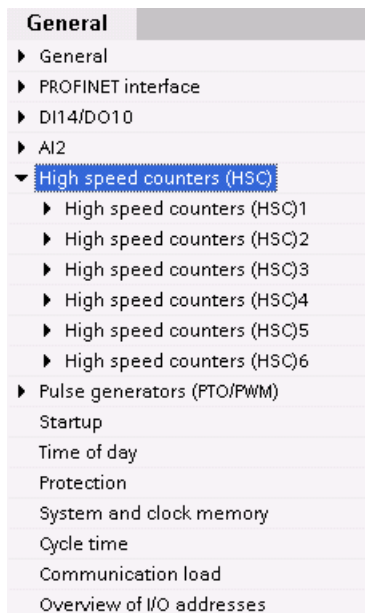 General
General
PROFINET interface
DI14/DO10
AI2
High speed counters (HSC)
High speed counters (HSC)1
High speed counters (HSC)2
High speed counters (HSC)3
High speed counters (HSC)4
High speed counters (HSC)5
High speed counters (HSC)6
Pulse generators (PTO/PWM)
Startup
Time of day
Protection
System and clock memory
Cycle time
Communication load
Overview of I/O addresses